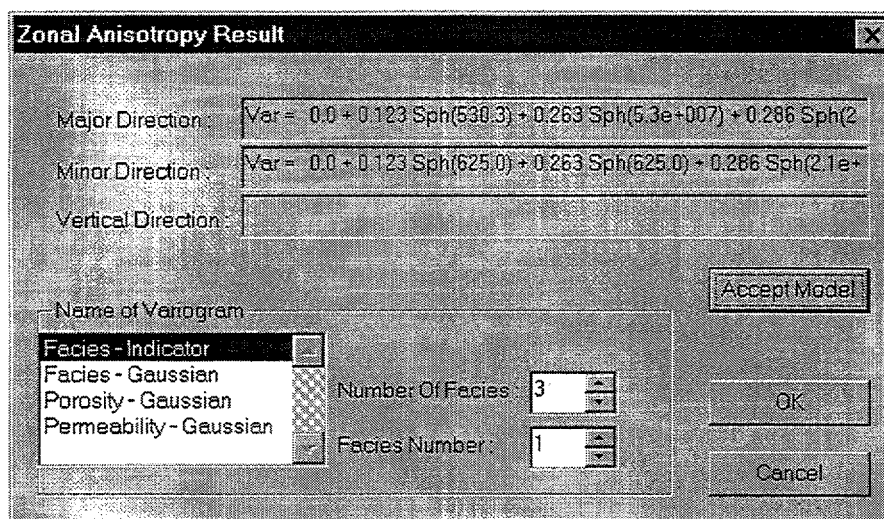 Zonal Anisotropy Result
Major Direction : Var = 0.0 + 0.123 Sph(530.3) + 0.263 Sph(5.3e+007) + 0.286 Sph(2
Minor Direction : Var = 0.0 + 0.123 Sph(625.0) + 0.263 Sph(625.0) + 0.286 Sph(2.1e+
Vertical Direction :
Accept Model
Name of Variogram
Facies - Indicator
Facies - Gaussian
Porosity - Gaussian
Permeability - Gaussian
Number Of Facies : 3
Facies Number : 1
OK
Cancel